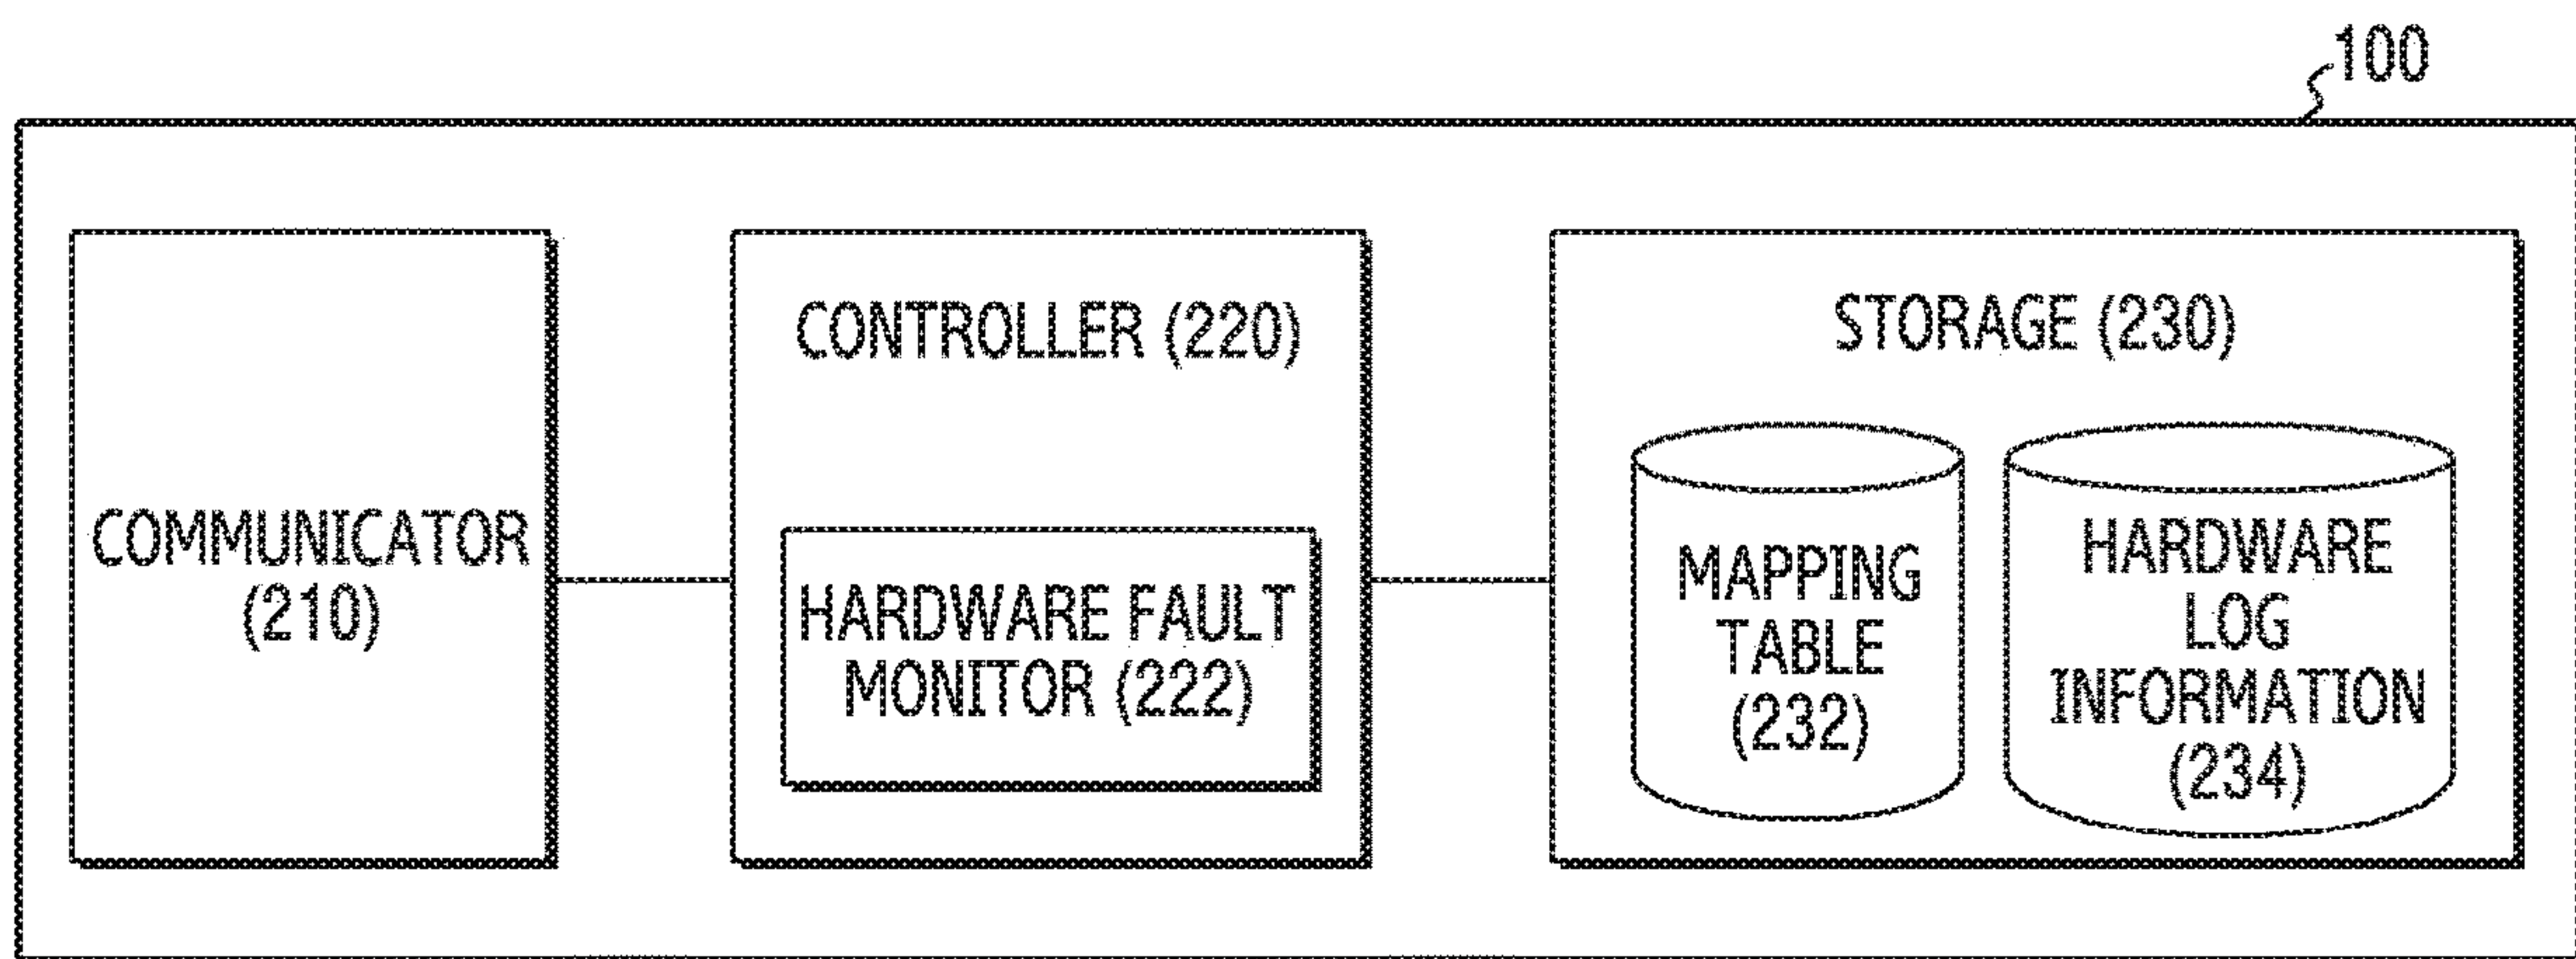 100
COMMUNICATOR
(210)
CONTROLLER (220)
HARDWARE FAULT
MONITOR (222)
STORAGE (230)
MAPPING
TABLE
(232)
HARDWARE
LOG
INFORMATION
(234)